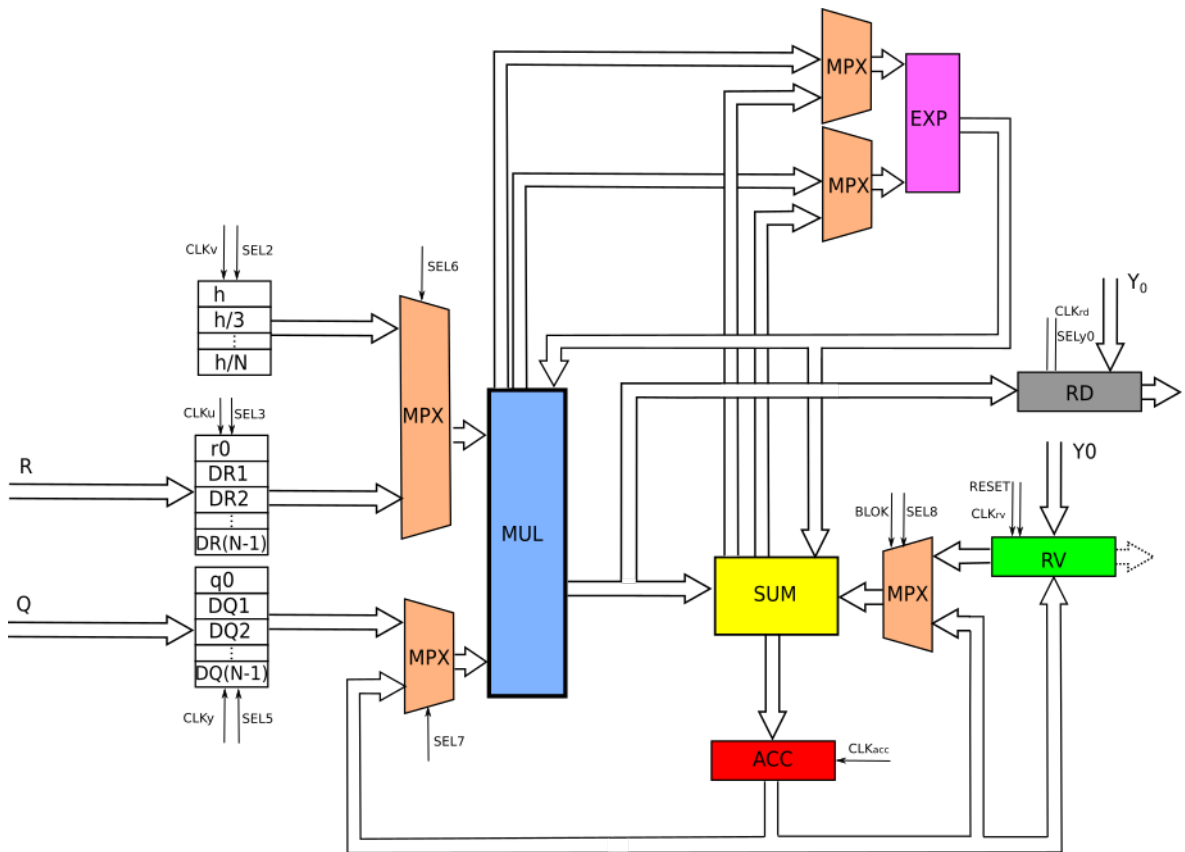 MPX
EXP
MPX
CLKv
SEL2
SEL6
h
h/3
⋮
h/N
Y₀
CLKrd
SELy0
RD
MPX
CLKu
SEL3
R
r0
DR1
DR2
⋮
DR(N-1)
MUL
Y0
RESET
CLKrv
BLOK
SEL8
RV
Q
q0
DQ1
DQ2
⋮
DQ(N-1)
SUM
MPX
MPX
CLKy
SEL5
SEL7
ACC
CLKacc